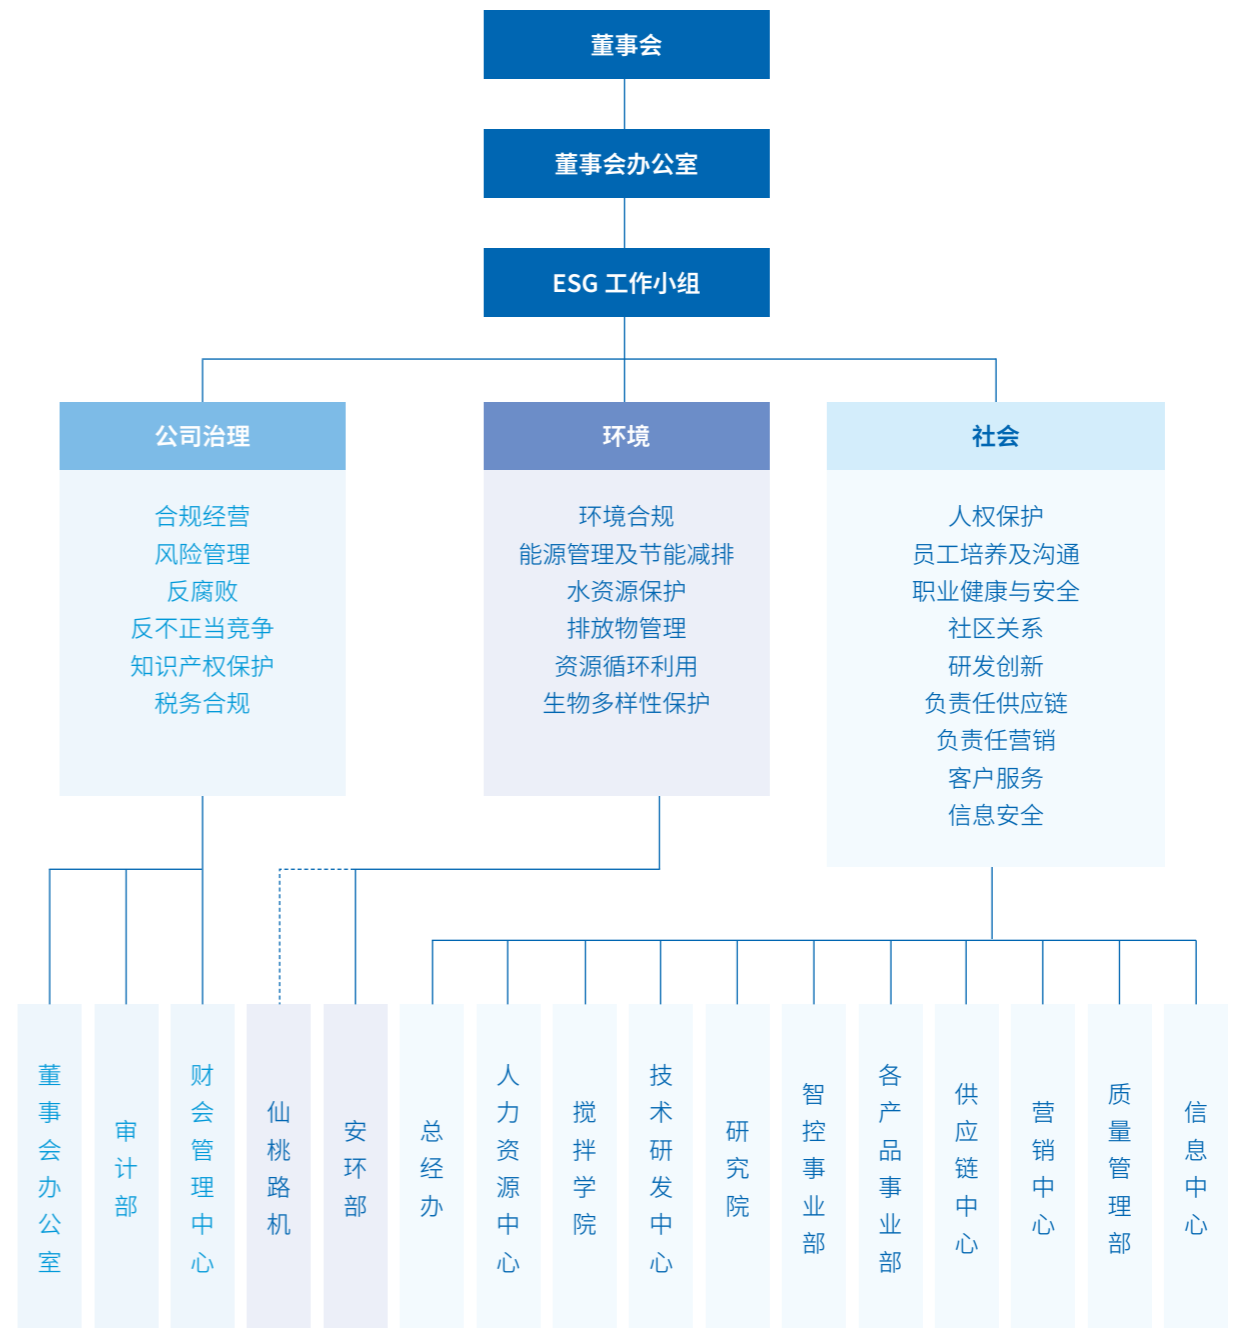 董事会
董事会办公室
ESG 工作小组
公司治理
合规经营
风险管理
反腐败
反不正当竞争
知识产权保护
税务合规
环境
环境合规
能源管理及节能减排
水资源保护
排放物管理
资源循环利用
生物多样性保护
社会
人权保护
员工培养及沟通
职业健康与安全
社区关系
研发创新
负责任供应链
负责任营销
客户服务
信息安全
董事会办公室
审计部
财会管理中心
仙桃路机
安环部
总经办
人力资源中心
搅拌学院
技术研发中心
研究院
智控事业部
各产品事业部
供应链中心
营销中心
质量管理部
信息中心